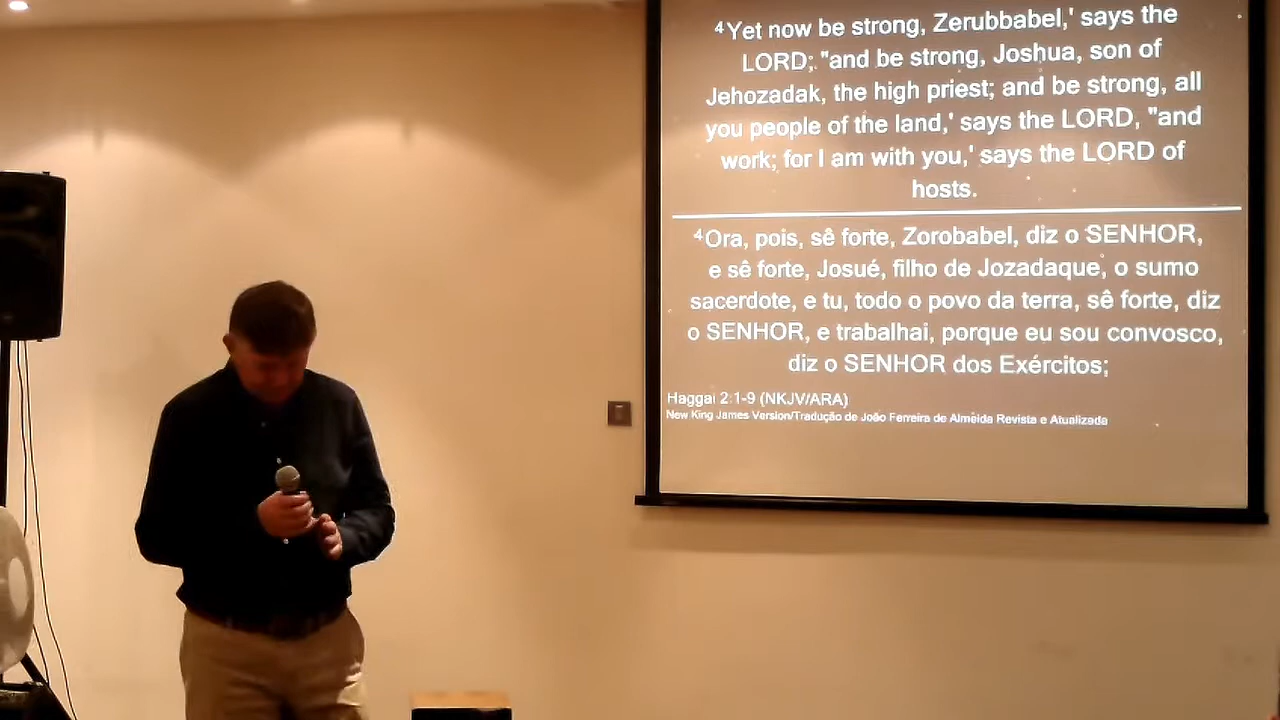 ⁴Yet now be strong, Zerubbabel,' says the
LORD; "and be strong, Joshua, son of
Jehozadak, the high priest; and be strong, all
you people of the land,' says the LORD, "and
work; for I am with you,' says the LORD of
hosts.
⁴Ora, pois, sê forte, Zorobabel, diz o SENHOR,
e sê forte, Josué, filho de Jozadaque, o sumo
sacerdote, e tu, todo o povo da terra, sê forte, diz
o SENHOR, e trabalhai, porque eu sou convosco,
diz o SENHOR dos Exércitos;
Haggai 2:1-9 (NKJV/ARA)
New King James Version/Tradução de João Ferreira de Almeida Revista e Atualizada